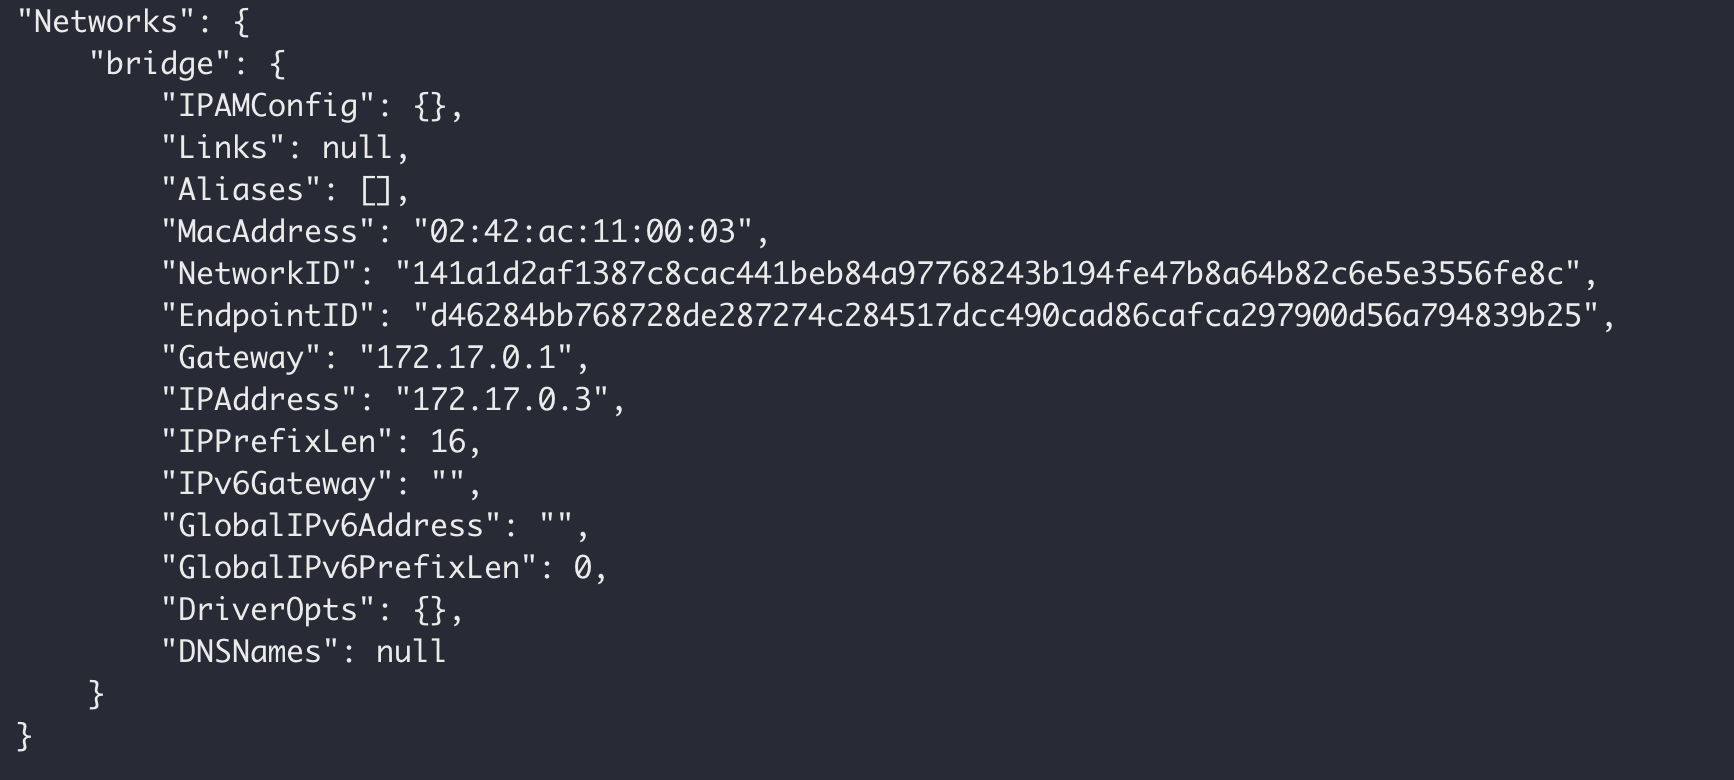 "Networks": {
    "bridge": {
        "IPAMConfig": {},
        "Links": null,
        "Aliases": [],
        "MacAddress": "02:42:ac:11:00:03",
        "NetworkID": "141a1d2af1387c8cac441beb84a97768243b194fe47b8a64b82c6e5e3556fe8c",
        "EndpointID": "d46284bb768728de287274c284517dcc490cad86cafca297900d56a794839b25",
        "Gateway": "172.17.0.1",
        "IPAddress": "172.17.0.3",
        "IPPrefixLen": 16,
        "IPv6Gateway": "",
        "GlobalIPv6Address": "",
        "GlobalIPv6PrefixLen": 0,
        "DriverOpts": {},
        "DNSNames": null
    }
}